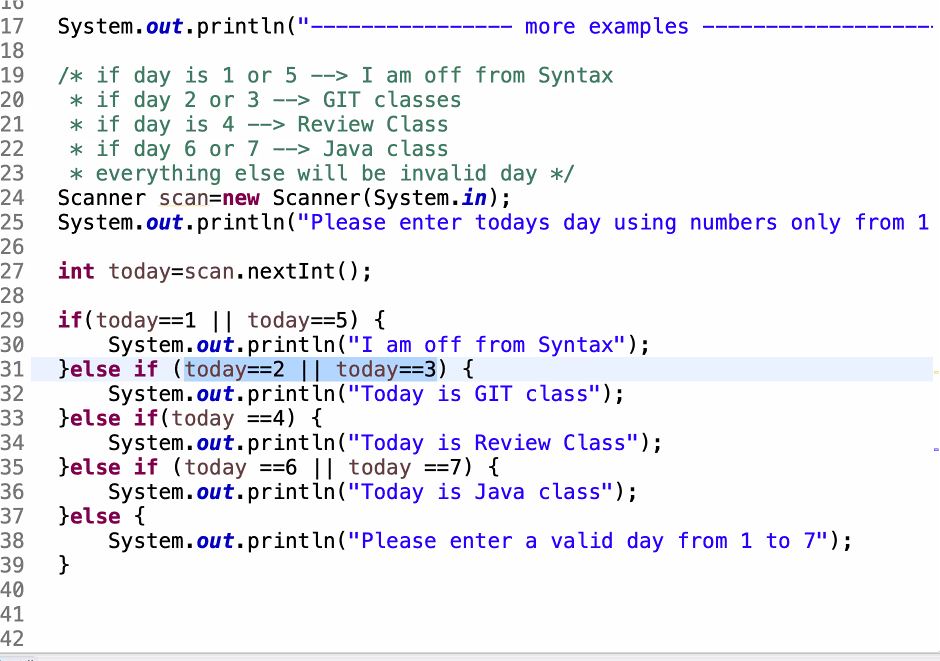 16
17 System.out.println("---------------- more examples ------------------
18
19 /* if day is 1 or 5 --> I am off from Syntax
20 * if day 2 or 3 --> GIT classes
21 * if day is 4 --> Review Class
22 * if day 6 or 7 --> Java class
23 * everything else will be invalid day */
24 Scanner scan=new Scanner(System.in);
25 System.out.println("Please enter todays day using numbers only from 1
26
27 int today=scan.nextInt();
28
29 if(today==1 || today==5) {
30     System.out.println("I am off from Syntax");
31 }else if (today==2 || today==3) {
32     System.out.println("Today is GIT class");
33 }else if(today ==4) {
34     System.out.println("Today is Review Class");
35 }else if (today ==6 || today ==7) {
36     System.out.println("Today is Java class");
37 }else {
38     System.out.println("Please enter a valid day from 1 to 7");
39 }
40
41
42